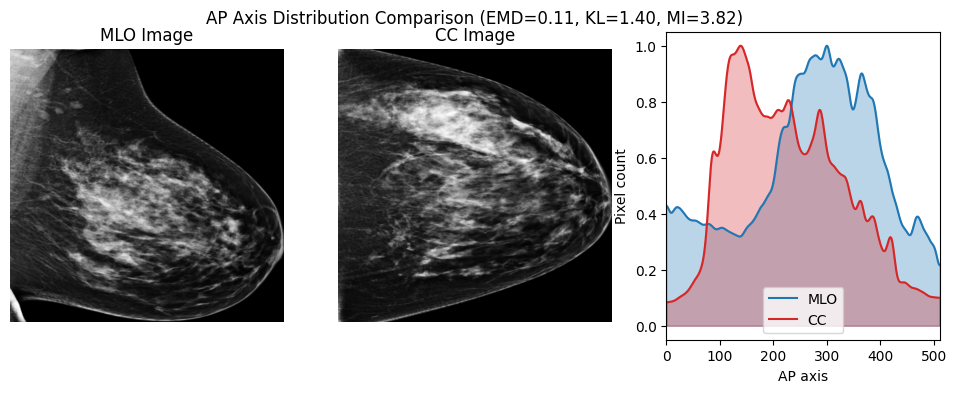 AP Axis Distribution Comparison (EMD=0.11, KL=1.40, MI=3.82)
MLO Image
CC Image
1.0
0.8
0.6
0.4
0.2
0.0
Pixel count
MLO
CC
0 100 200 300 400 500
AP axis